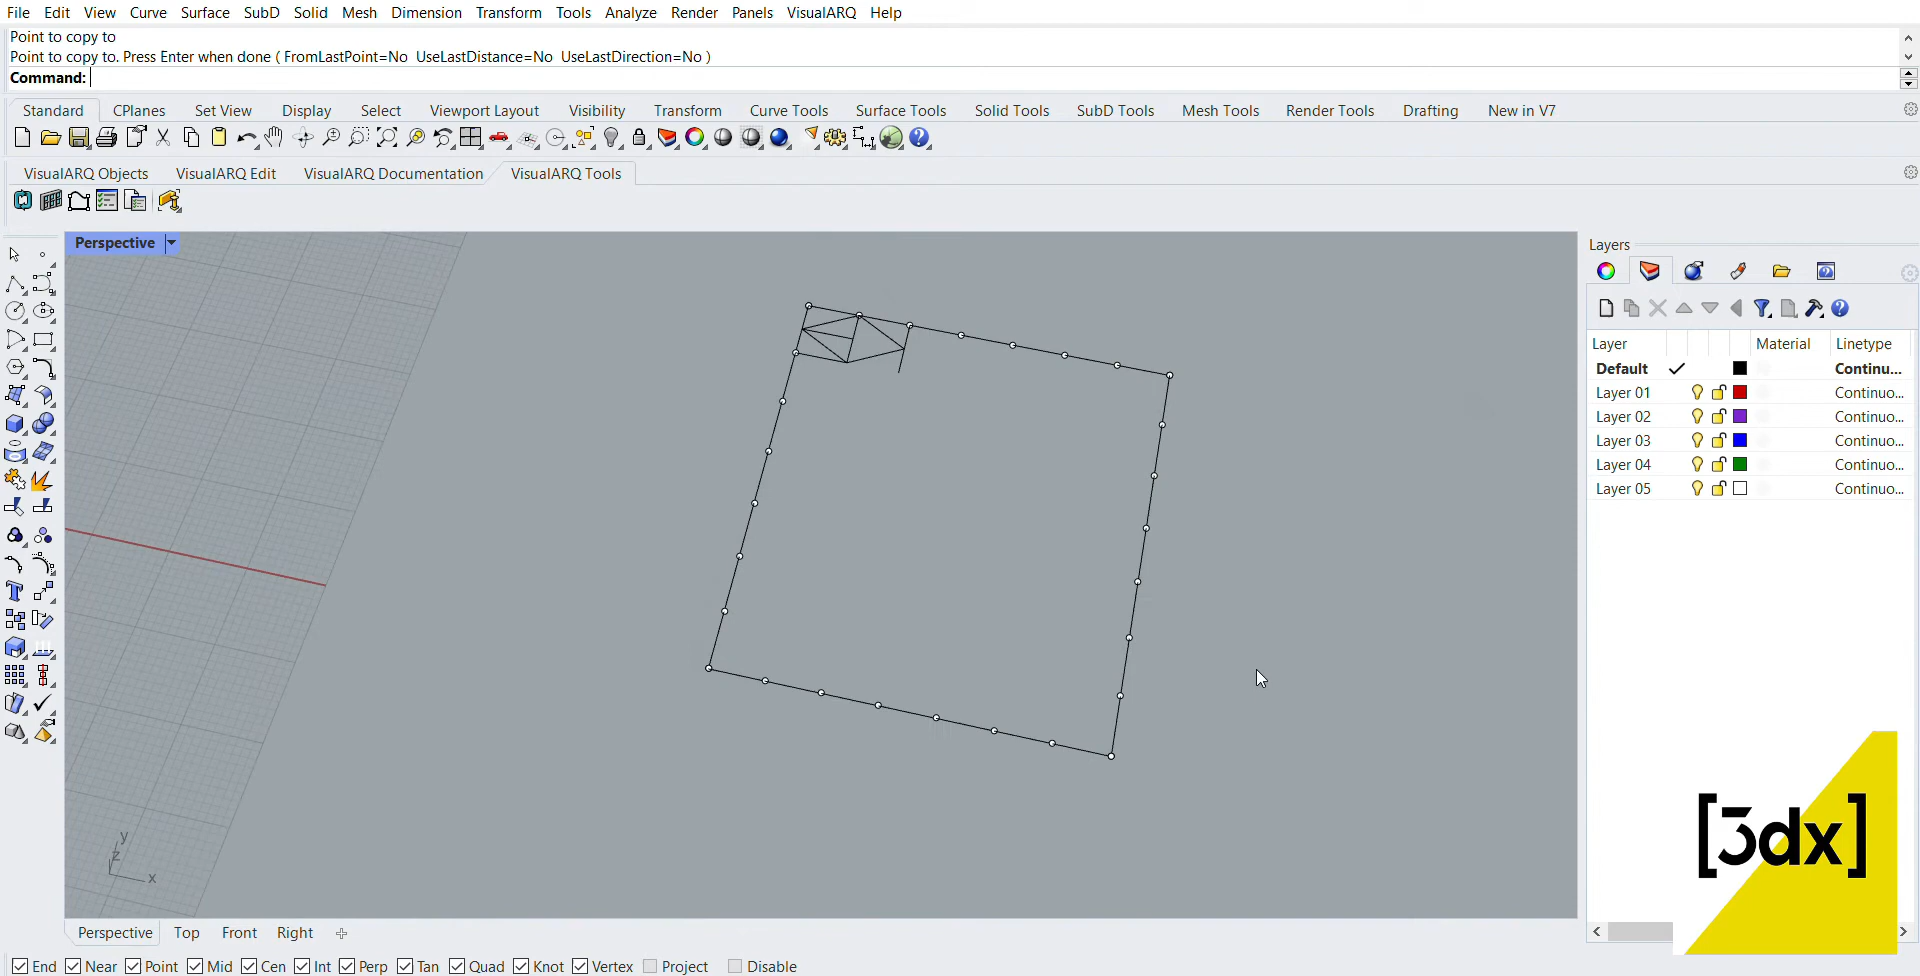 File Edit View Curve Surface SubD Solid Mesh Dimension Transform Tools Analyze Render Panels VisualARQ Help
Point to copy to
Point to copy to. Press Enter when done ( FromLastPoint=No UseLastDistance=No UseLastDirection=No )
Command:
Standard CPlanes Set View Display Select Viewport Layout Visibility Transform Curve Tools Surface Tools Solid Tools SubD Tools Mesh Tools Render Tools Drafting New in V7
VisualARQ Objects VisualARQ Edit VisualARQ Documentation VisualARQ Tools
Perspective
Layers
Layer Material Linetype
Default Continu...
Layer 01 Continuo...
Layer 02 Continuo...
Layer 03 Continuo...
Layer 04 Continuo...
Layer 05 Continuo...
y
z
x
[3dx]
Perspective Top Front Right
End Near Point Mid Cen Int Perp Tan Quad Knot Vertex Project Disable